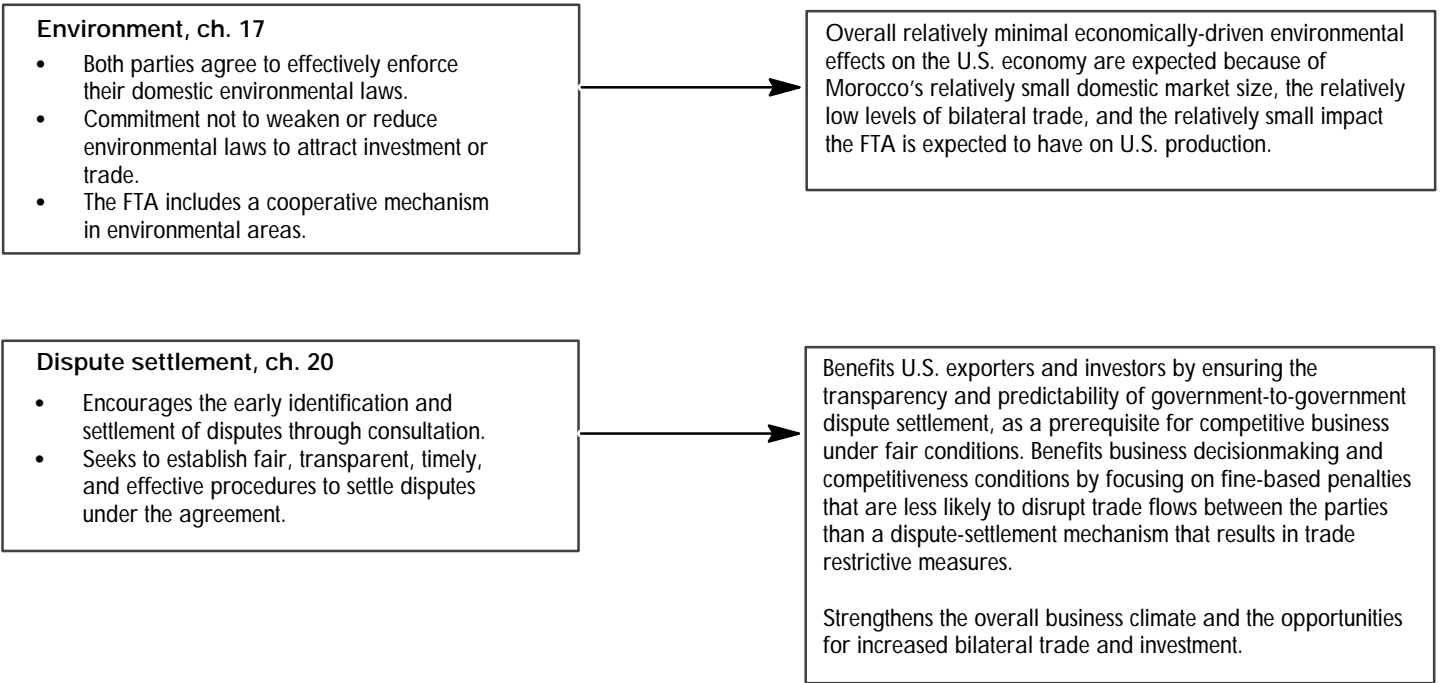 Environment, ch. 17
• Both parties agree to effectively enforce
their domestic environmental laws.
• Commitment not to weaken or reduce
environmental laws to attract investment or
trade.
• The FTA includes a cooperative mechanism
in environmental areas.
Overall relatively minimal economically-driven environmental
effects on the U.S. economy are expected because of
Morocco’s relatively small domestic market size, the relatively
low levels of bilateral trade, and the relatively small impact
the FTA is expected to have on U.S. production.
Dispute settlement, ch. 20
• Encourages the early identification and
settlement of disputes through consultation.
• Seeks to establish fair, transparent, timely,
and effective procedures to settle disputes
under the agreement.
Benefits U.S. exporters and investors by ensuring the
transparency and predictability of government-to-government
dispute settlement, as a prerequisite for competitive business
under fair conditions. Benefits business decisionmaking and
competitiveness conditions by focusing on fine-based penalties
that are less likely to disrupt trade flows between the parties
than a dispute-settlement mechanism that results in trade
restrictive measures.
Strengthens the overall business climate and the opportunities
for increased bilateral trade and investment.